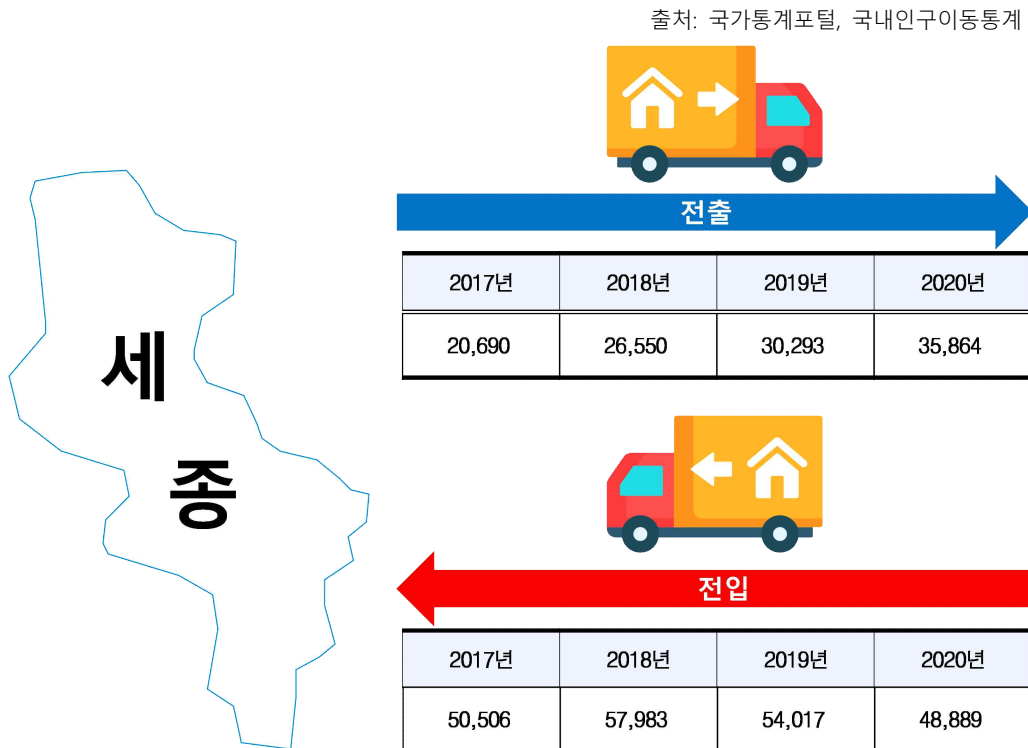 출처: 국가통계포털, 국내인구이동통계
전출
2017년 2018년 2019년 2020년
20,690 26,550 30,293 35,864
세
종
전입
2017년 2018년 2019년 2020년
50,506 57,983 54,017 48,889